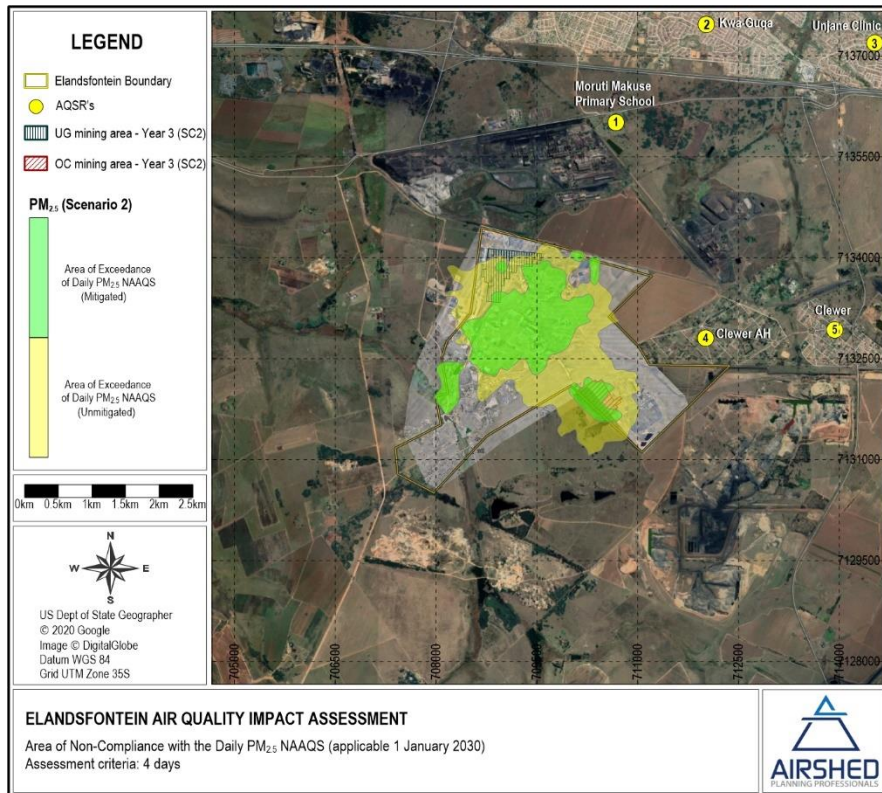 LEGEND
Elandsfontein Boundary
AQSR's
UG mining area - Year 3 (SC2)
OC mining area - Year 3 (SC2)
PM2.5 (Scenario 2)
Area of Exceedance
of Daily PM2.5 NAAQS
(Mitigated)
Area of Exceedance
of Daily PM2.5 NAAQS
(Unmitigated)
0km 0.5km 1km 1.5km 2km 2.5km
N
W E
S
US Dept of State Geographer
© 2020 Google
Image © DigitalGlobe
Datum WGS 84
Grid UTM Zone 35S
2 Kwa-Guqa
Unjane Clinic
3
7137000
Moruti Makuse
Primary School
1
7135500
7134000
Clewer
4 Clewer AH
5
7132500
7131000
7129500
7128000
705000
706500
708000
711000
712500
714000
ELANDSFONTEIN AIR QUALITY IMPACT ASSESSMENT
Area of Non-Compliance with the Daily PM2.5 NAAQS (applicable 1 January 2030)
Assessment criteria: 4 days
AIRSHED
PLANNING PROFESSIONALS